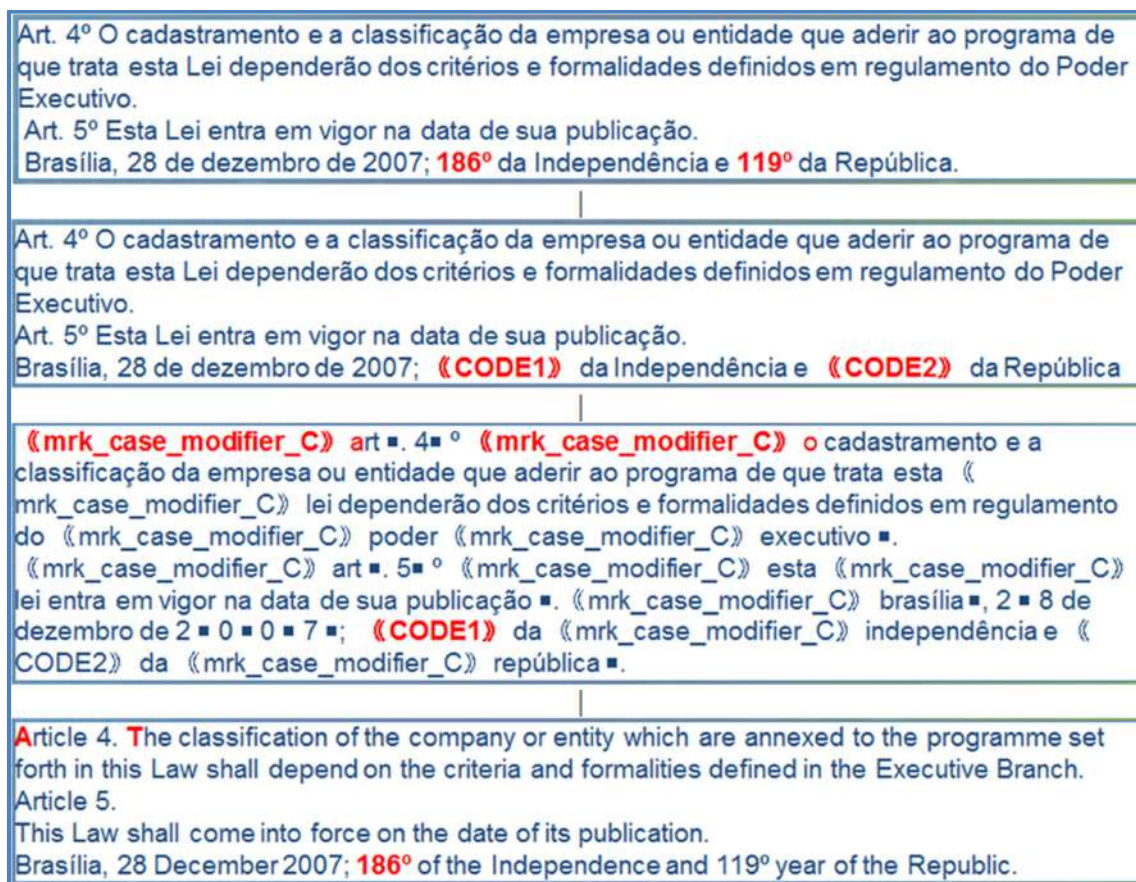 Art. 4º O cadastramento e a classificação da empresa ou entidade que aderir ao programa de
que trata esta Lei dependerão dos critérios e formalidades definidos em regulamento do Poder
Executivo.
Art. 5º Esta Lei entra em vigor na data de sua publicação.
Brasília, 28 de dezembro de 2007; 186º da Independência e 119º da República.
Art. 4º O cadastramento e a classificação da empresa ou entidade que aderir ao programa de
que trata esta Lei dependerão dos critérios e formalidades definidos em regulamento do Poder
Executivo.
Art. 5º Esta Lei entra em vigor na data de sua publicação.
Brasília, 28 de dezembro de 2007; ⟪CODE1⟫ da Independência e ⟪CODE2⟫ da República
⟪mrk_case_modifier_C⟫ art ■. 4■ º ⟪mrk_case_modifier_C⟫ o cadastramento e a
classificação da empresa ou entidade que aderir ao programa de que trata esta ⟪
mrk_case_modifier_C⟫ lei dependerão dos critérios e formalidades definidos em regulamento
do ⟪mrk_case_modifier_C⟫ poder ⟪mrk_case_modifier_C⟫ executivo ■.
⟪mrk_case_modifier_C⟫ art ■. 5■ º ⟪mrk_case_modifier_C⟫ esta ⟪mrk_case_modifier_C⟫
lei entra em vigor na data de sua publicação ■. ⟪mrk_case_modifier_C⟫ brasília ■, 2 ■ 8 de
dezembro de 2 ■ 0 ■ 0 ■ 7 ■; ⟪CODE1⟫ da ⟪mrk_case_modifier_C⟫ independência e ⟪
CODE2⟫ da ⟪mrk_case_modifier_C⟫ república ■.
Article 4. The classification of the company or entity which are annexed to the programme set
forth in this Law shall depend on the criteria and formalities defined in the Executive Branch.
Article 5.
This Law shall come into force on the date of its publication.
Brasília, 28 December 2007; 186º of the Independence and 119º year of the Republic.